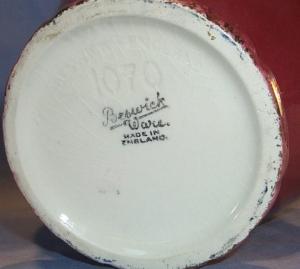 1070
Beswick
Ware.
MADE IN
ENGLAND.